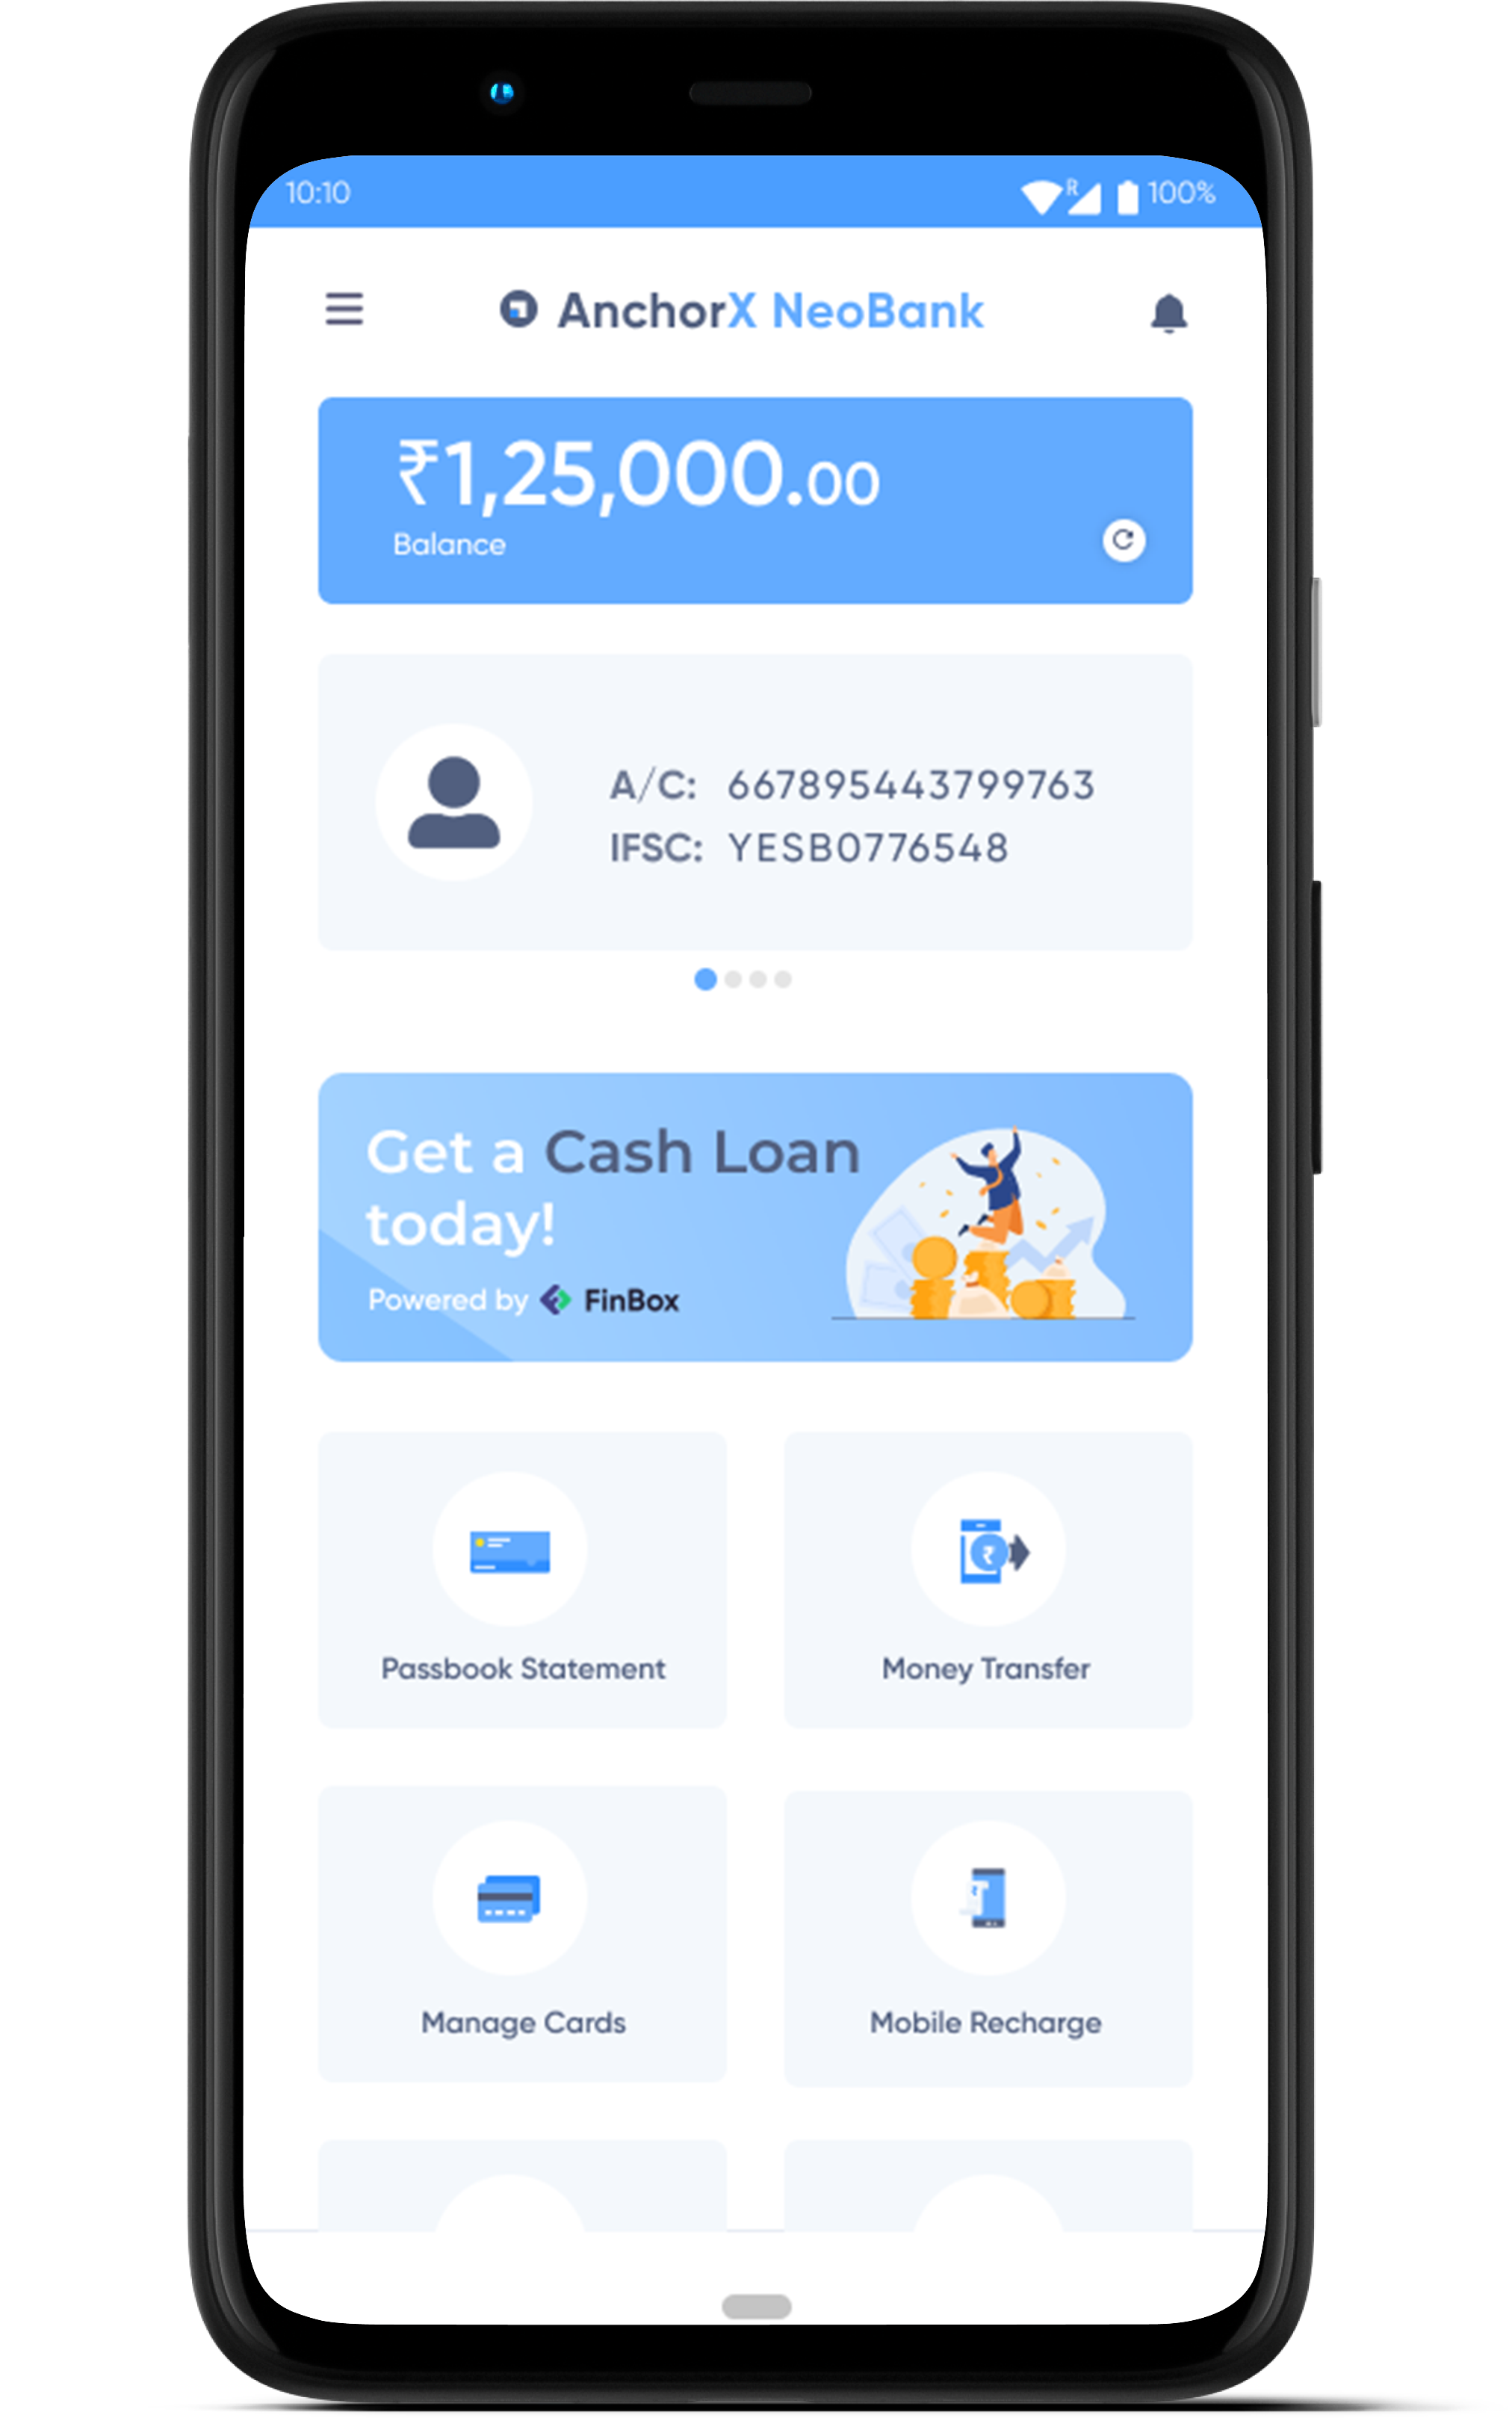 10:10 R 100%
AnchorX NeoBank
₹1,25,000.00
Balance
A/C: 667895443799763
IFSC: YESB0776548
Get a Cash Loan
today!
Powered by FinBox
Passbook Statement
Money Transfer
Manage Cards
Mobile Recharge